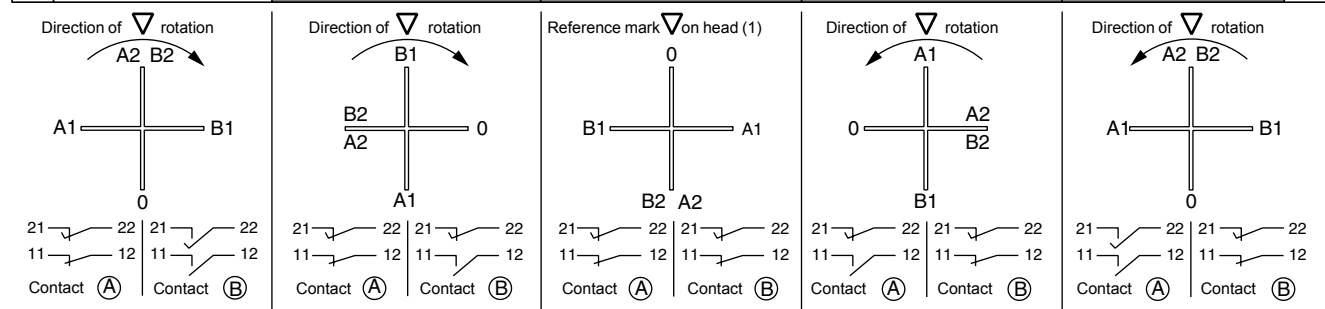 Direction of rotation
A2 B2
A1 B1
0
21 22 21 22
11 12 11 12
Contact A Contact B
Direction of rotation
B1
B2
A2
0
A1
21 22 21 22
11 12 11 12
Contact A Contact B
Reference mark on head (1)
0
B1 A1
B2 A2
21 22 21 22
11 12 11 12
Contact A Contact B
Direction of rotation
A1
0
A2
B2
B1
21 22 21 22
11 12 11 12
Contact A Contact B
Direction of rotation
A2 B2
A1 B1
0
21 22 21 22
11 12 11 12
Contact A Contact B